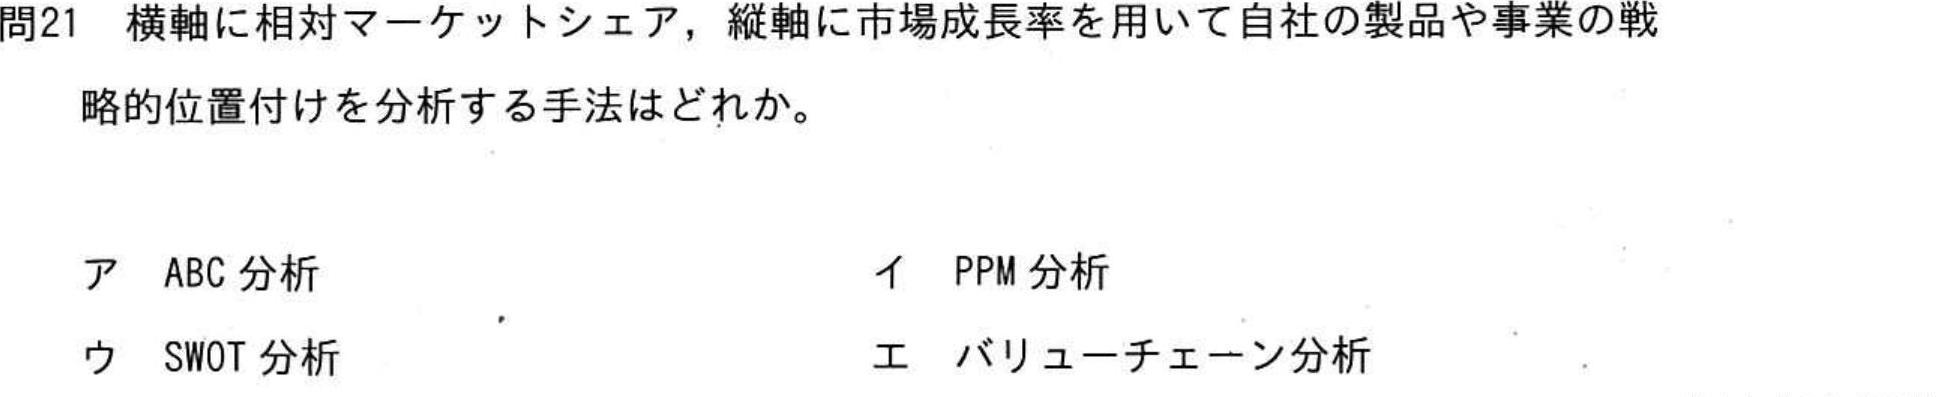 問21　横軸に相対マーケットシェア，縦軸に市場成長率を用いて自社の製品や事業の戦
略的位置付けを分析する手法はどれか。
ア　ABC 分析　イ　PPM 分析
ウ　SWOT 分析　エ　バリューチェーン分析